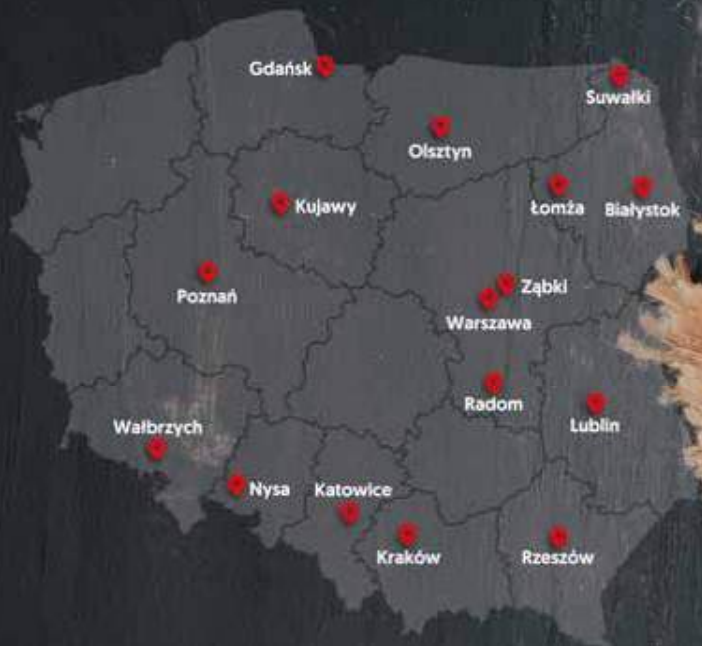 Gdańsk
Suwałki
Olsztyn
Łomża
Białystok
Kujawy
Poznań
Ząbki
Warszawa
Radom
Lublin
Wałbrzych
Nysa
Katowice
Kraków
Rzeszów